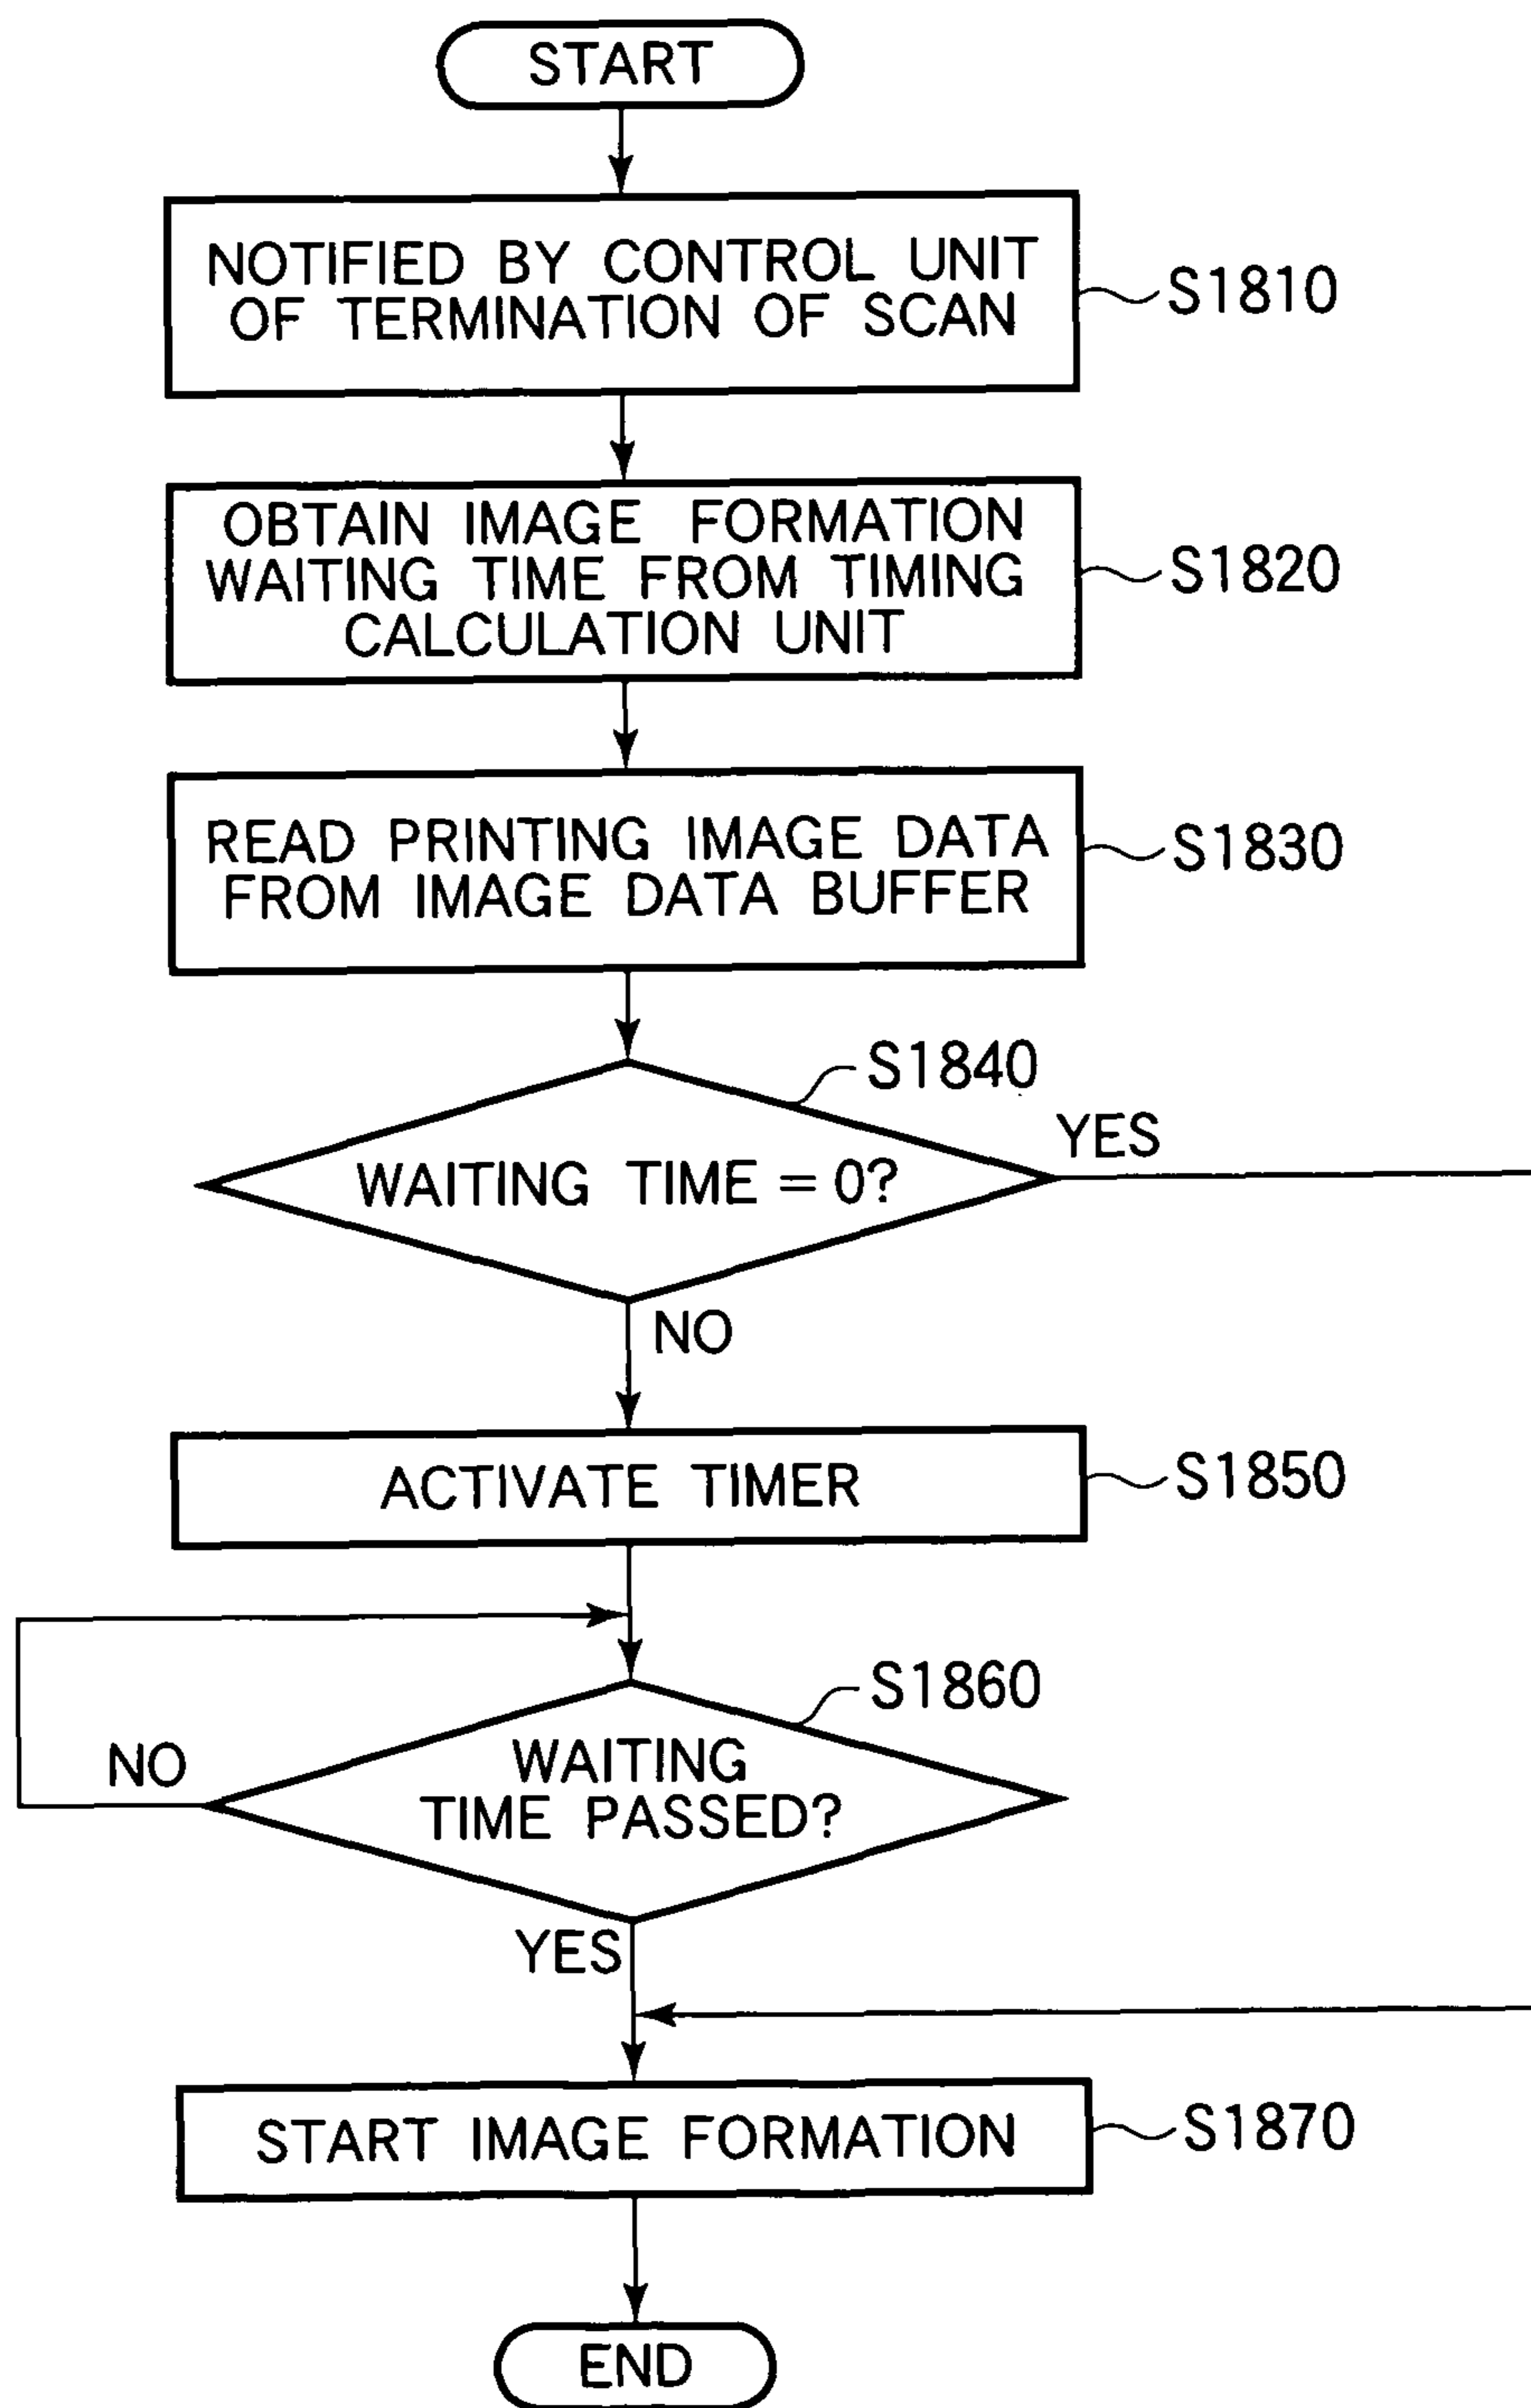 START
NOTIFIED BY CONTROL UNIT
OF TERMINATION OF SCAN
S1810
OBTAIN IMAGE FORMATION
WAITING TIME FROM TIMING
CALCULATION UNIT
S1820
READ PRINTING IMAGE DATA
FROM IMAGE DATA BUFFER
S1830
S1840
YES
WAITING TIME = 0?
NO
ACTIVATE TIMER
S1850
S1860
NO
WAITING
TIME PASSED?
YES
START IMAGE FORMATION
S1870
END